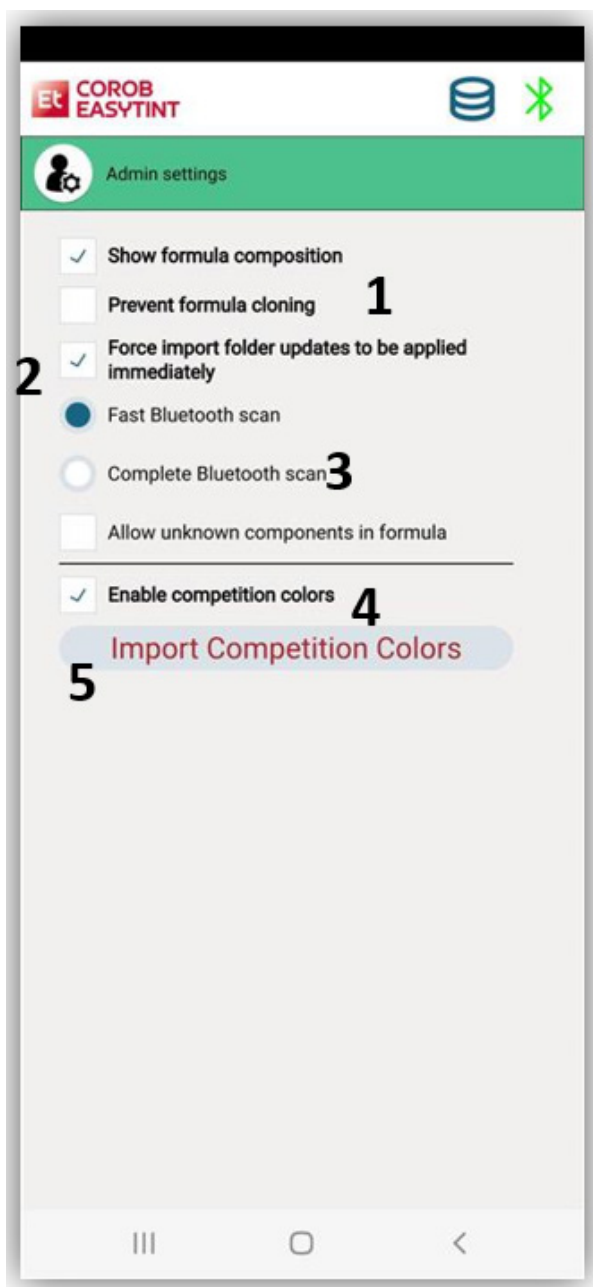 Et COROB
EASYTINT
Admin settings
Show formula composition
Prevent formula cloning
1
Force import folder updates to be applied
immediately
2
Fast Bluetooth scan
Complete Bluetooth scan
3
Allow unknown components in formula
Enable competition colors
4
Import Competition Colors
5